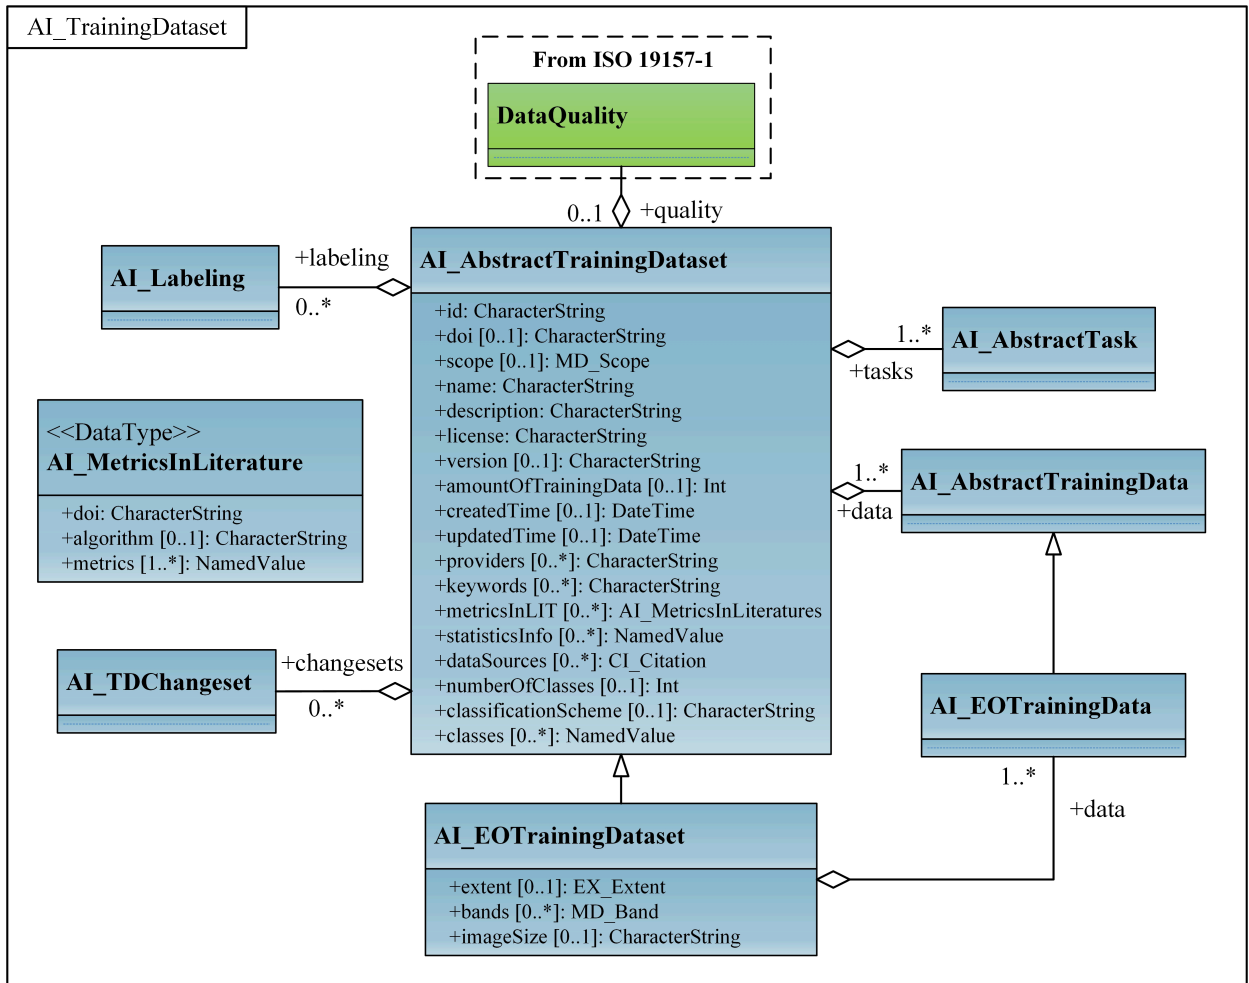 AI_TrainingDataset
From ISO 19157-1
DataQuality
0..1
+quality
AI_Labeling
+labeling
0..*
AI_AbstractTrainingDataset
+id: CharacterString
+doi [0..1]: CharacterString
+scope [0..1]: MD_Scope
+name: CharacterString
+description: CharacterString
+license: CharacterString
+version [0..1]: CharacterString
+amountOfTrainingData [0..1]: Int
+createdTime [0..1]: DateTime
+updatedTime [0..1]: DateTime
+providers [0..*]: CharacterString
+keywords [0..*]: CharacterString
+metricsInLIT [0..*]: AI_MetricsInLiteratures
+statisticsInfo [0..*]: NamedValue
+dataSources [0..*]: CI_Citation
+numberOfClasses [0..1]: Int
+classificationScheme [0..1]: CharacterString
+classes [0..*]: NamedValue
1..*
+tasks
AI_AbstractTask
<<DataType>>
AI_MetricsInLiterature
+doi: CharacterString
+algorithm [0..1]: CharacterString
+metrics [1..*]: NamedValue
1..*
+data
AI_AbstractTrainingData
AI_TDChangeset
+changesets
0..*
AI_EOTrainingData
1..*
+data
AI_EOTrainingDataset
+extent [0..1]: EX_Extent
+bands [0..*]: MD_Band
+imageSize [0..1]: CharacterString